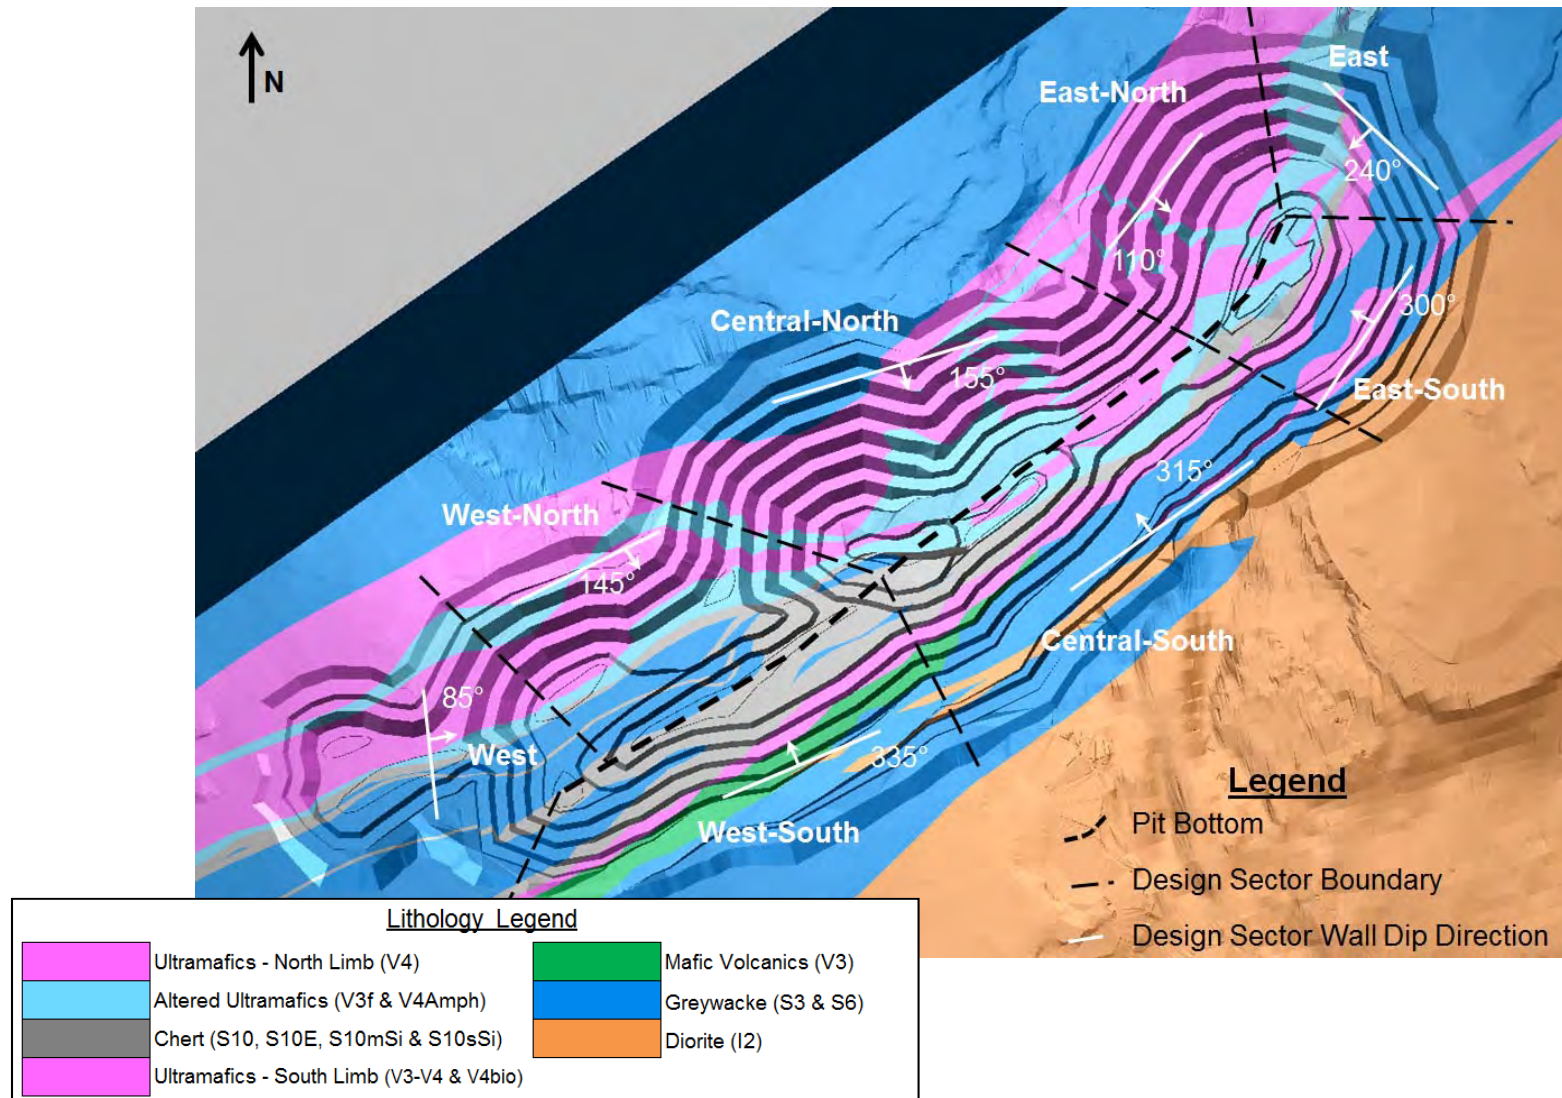 N
East
East-North
240°
110°
Central-North
300°
155°
East-South
315°
West-North
145°
Central-South
85°
West
335°
West-South
Legend
Pit Bottom
Design Sector Boundary
Design Sector Wall Dip Direction
Lithology Legend
Ultramafics - North Limb (V4)
Altered Ultramafics (V3f & V4Amph)
Chert (S10, S10E, S10mSi & S10sSi)
Ultramafics - South Limb (V3-V4 & V4bio)
Mafic Volcanics (V3)
Greywacke (S3 & S6)
Diorite (I2)